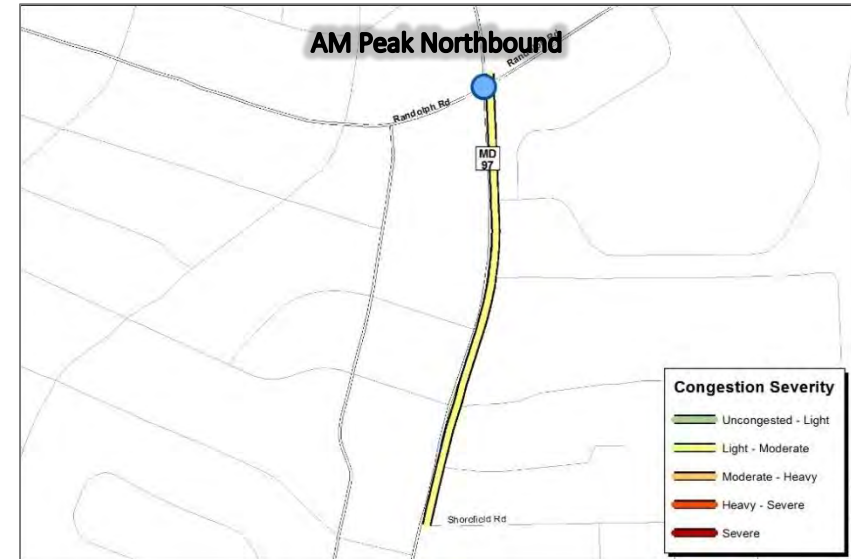 AM Peak Northbound
Randolph Rd
Randolph Rd
MD
97
Shorefield Rd
Congestion Severity
Uncongested - Light
Light - Moderate
Moderate - Heavy
Heavy - Severe
Severe